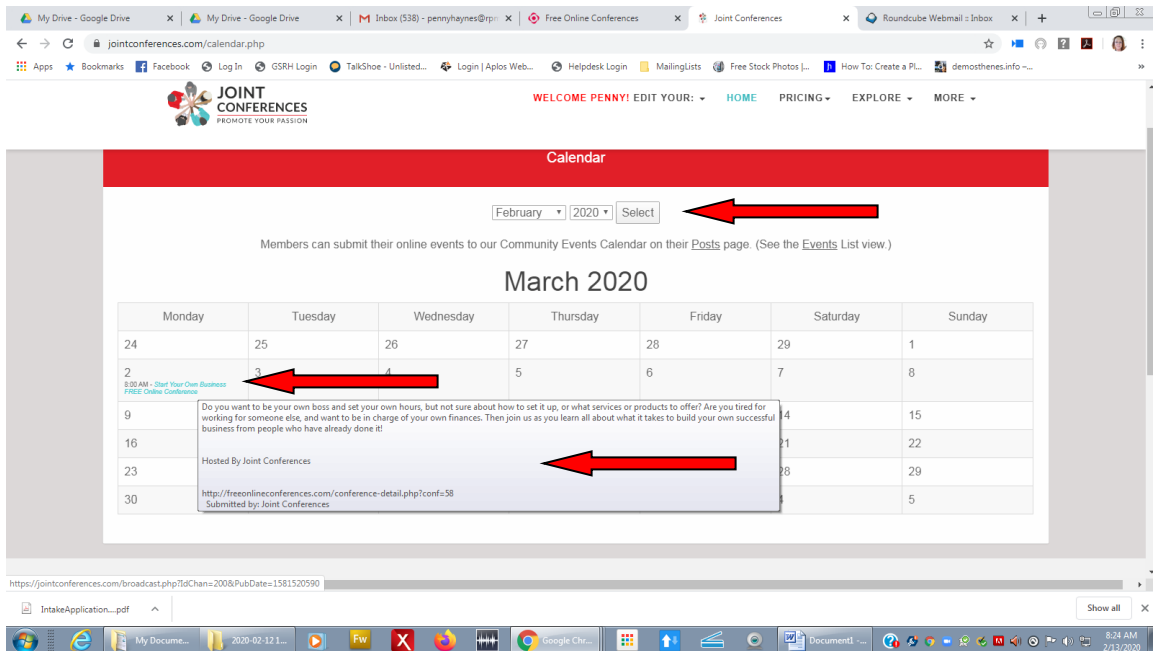 My Drive - Google Drive
My Drive - Google Drive
Inbox (538) - pennyhaynes@rpm
Free Online Conferences
Joint Conferences
Roundcube Webmail :: Inbox
jointconferences.com/calendar.php
Apps
Bookmarks
Facebook
Log In
GSRH Login
TalkShoe - Unlisted...
Login | Aplos Web...
Helpdesk Login
MailingLists
Free Stock Photos |...
How To: Create a Pl...
demosthenes.info –...
JOINT
CONFERENCES
PROMOTE YOUR PASSION
WELCOME PENNY! EDIT YOUR:
HOME
PRICING
EXPLORE
MORE
Calendar
February
2020
Select
Members can submit their online events to our Community Events Calendar on their Posts page. (See the Events List view.)
March 2020
Monday Tuesday Wednesday Thursday Friday Saturday Sunday
24 25 26 27 28 29 1
2 3 4 5 6 7 8
8:00 AM - Start Your Own Business
FREE Online Conference
9 14 15
16 21 22
23 28 29
30 5
Do you want to be your own boss and set your own hours, but not sure about how to set it up, or what services or products to offer? Are you tired for
working for someone else, and want to be in charge of your own finances. Then join us as you learn all about what it takes to build your own successful
business from people who have already done it!
Hosted By Joint Conferences
http://freeonlineconferences.com/conference-detail.php?conf=58
Submitted by: Joint Conferences
https://jointconferences.com/broadcast.php?IdChan=200&PubDate=1581520590
IntakeApplication....pdf
Show all
My Docume...
2020-02-12 1...
Fw
Google Chr...
Document1 -...
8:24 AM
2/13/2020